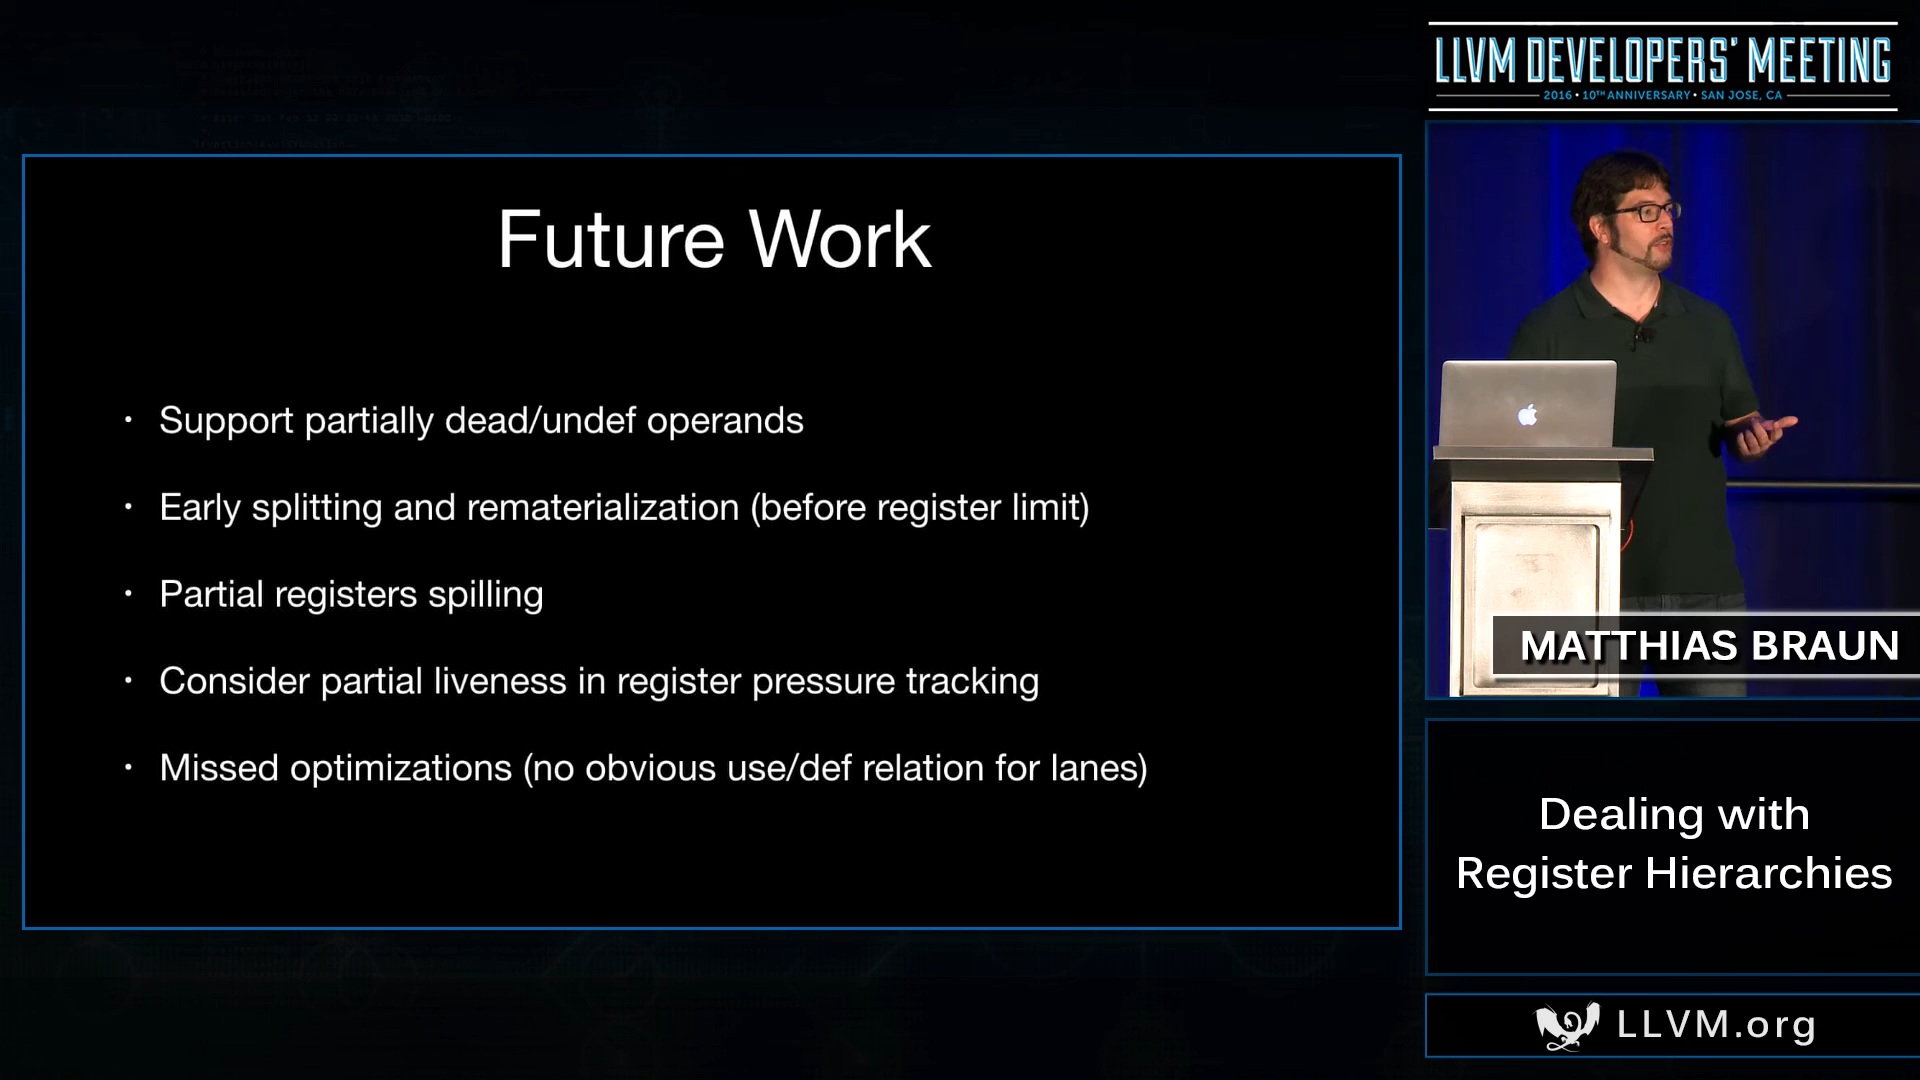 LLVM DEVELOPERS' MEETING
2016 • 10TH ANNIVERSARY • SAN JOSE, CA
Future Work
• Support partially dead/undef operands
• Early splitting and rematerialization (before register limit)
• Partial registers spilling
• Consider partial liveness in register pressure tracking
• Missed optimizations (no obvious use/def relation for lanes)
MATTHIAS BRAUN
Dealing with
Register Hierarchies
LLVM.org